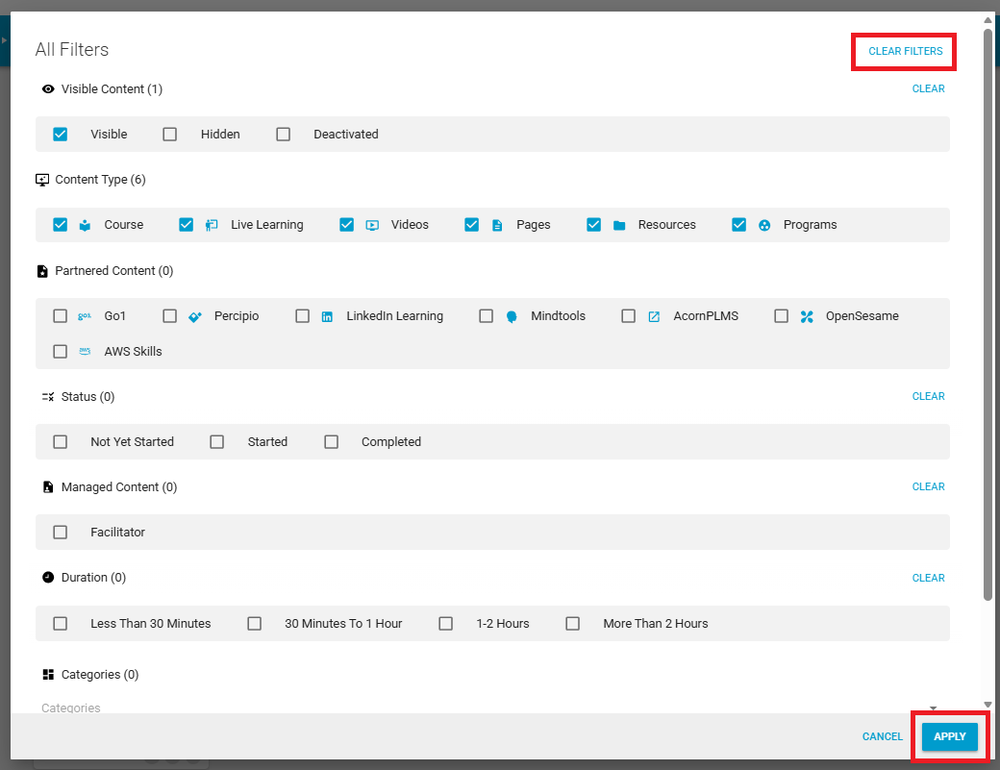 All Filters
CLEAR FILTERS
Visible Content (1)
CLEAR
Visible Hidden Deactivated
Content Type (6)
Course Live Learning Videos Pages Resources Programs
Partnered Content (0)
Go1 Percipio LinkedIn Learning Mindtools AcornPLMS OpenSesame
AWS Skills
Status (0)
CLEAR
Not Yet Started Started Completed
Managed Content (0)
CLEAR
Facilitator
Duration (0)
CLEAR
Less Than 30 Minutes 30 Minutes To 1 Hour 1-2 Hours More Than 2 Hours
Categories (0)
Categories
CANCEL APPLY